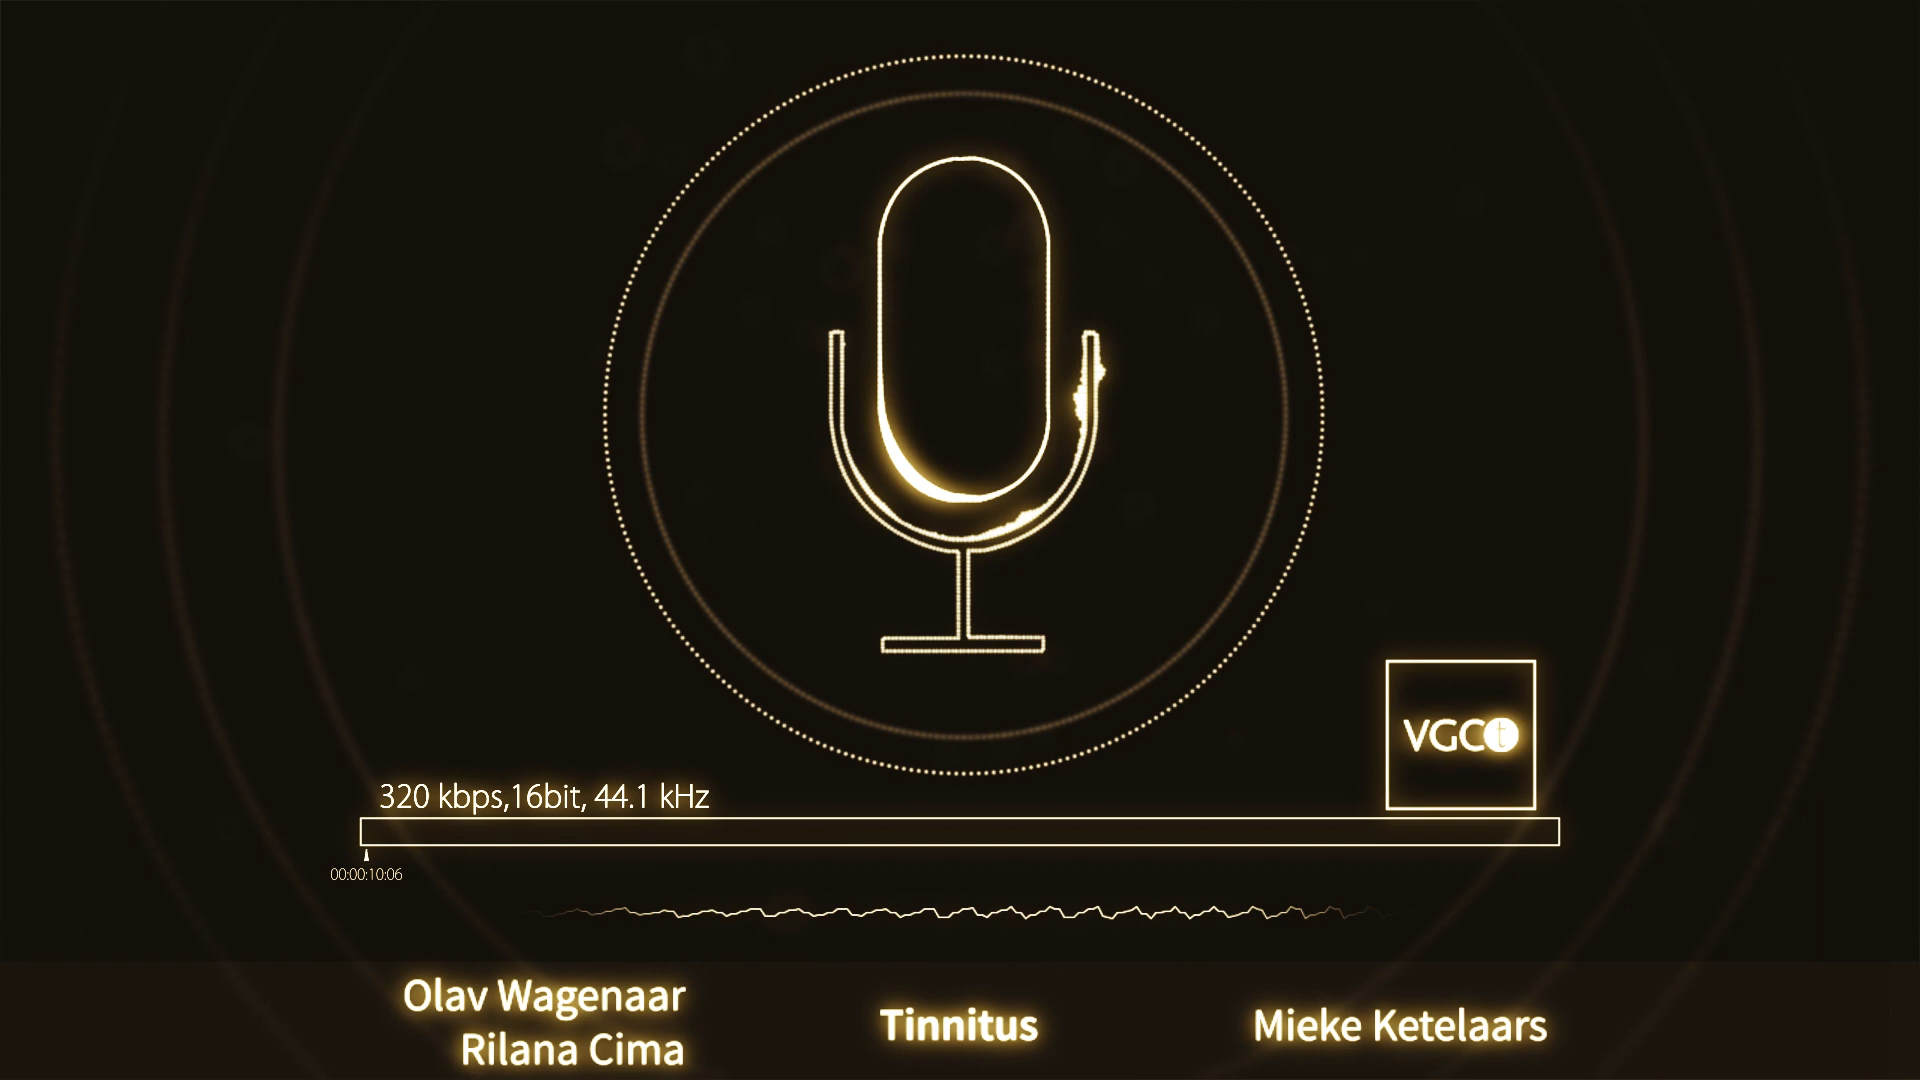 VGCt
320 kbps,16bit, 44.1 kHz
00:00:10:06
Olav Wagenaar
Rilana Cima
Tinnitus
Mieke Ketelaars